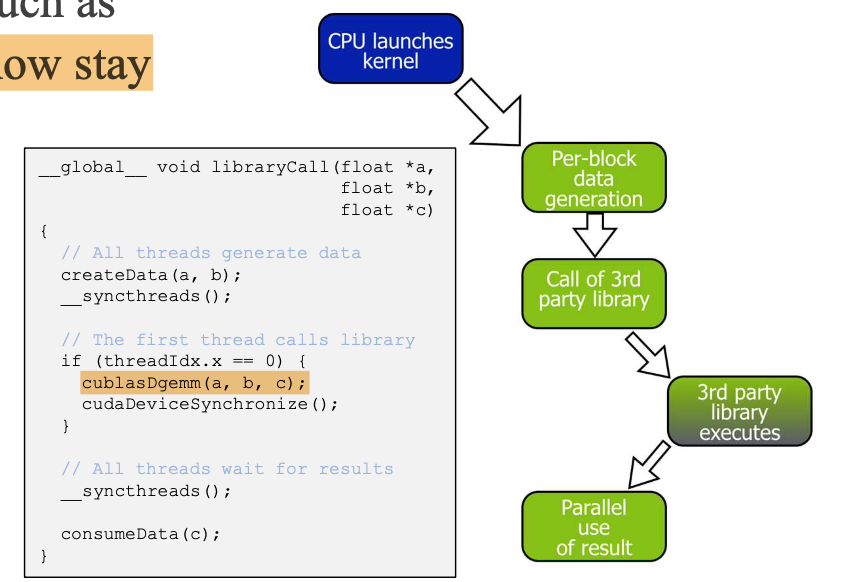 such as
now stay
CPU launches
kernel
__global__ void libraryCall(float *a,
float *b,
float *c)
{
// All threads generate data
createData(a, b);
__syncthreads();
// The first thread calls library
if (threadIdx.x == 0) {
cublasDgemm(a, b, c);
cudaDeviceSynchronize();
}
// All threads wait for results
__syncthreads();
consumeData(c);
}
Per-block
data
generation
Call of 3rd
party library
3rd party
library
executes
Parallel
use
of result